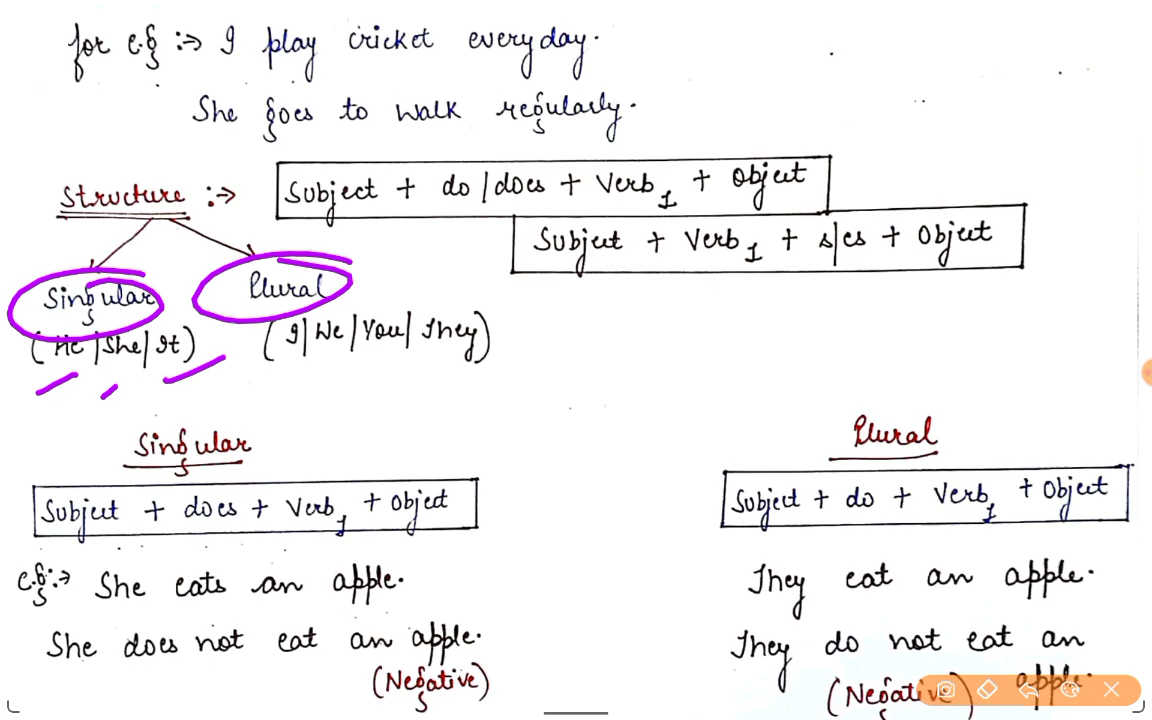 for e.g :→ I play cricket everyday.
She goes to walk regularly.
Structure :→ Subject + do/does + Verb₁ + Object
Subject + Verb₁ + s/es + Object
Singular Plural
(He/She/It) (I/We/You/They)
Singular Plural
Subject + does + Verb₁ + Object Subject + do + Verb₁ + Object
e.g :→ She eats an apple. They eat an apple.
She does not eat an apple. They do not eat an
(Negative) (Negative) apple.